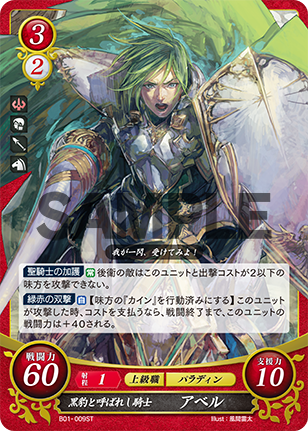 3
2
SAMPLE
我が一閃、受けてみよ!
聖騎士の加護 常 後衛の敵はこのユニットと出撃コストが2以下の
味方を攻撃できない。
緑赤の双撃 自 【味方の『カイン』を行動済みにする】このユニッ
トが攻撃した時、コストを支払うなら、戦闘終了まで、このユニット
の戦闘力は+40される。
戦闘力
60
射程
1
上級職
パラディン
支援力
10
黒豹と呼ばれし騎士 アベル
B01-009ST
Illust:風間雷太